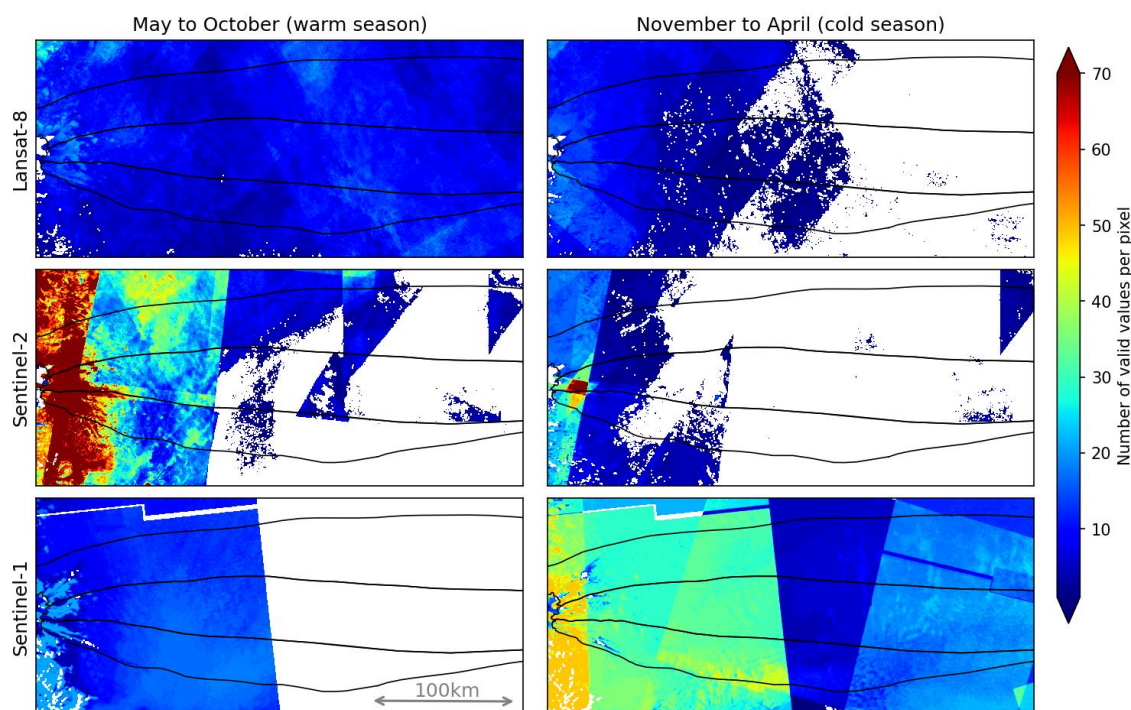 May to October (warm season)
November to April (cold season)
Lansat-8
Sentinel-2
Sentinel-1
100km
70
60
50
40
30
20
10
Number of valid values per pixel